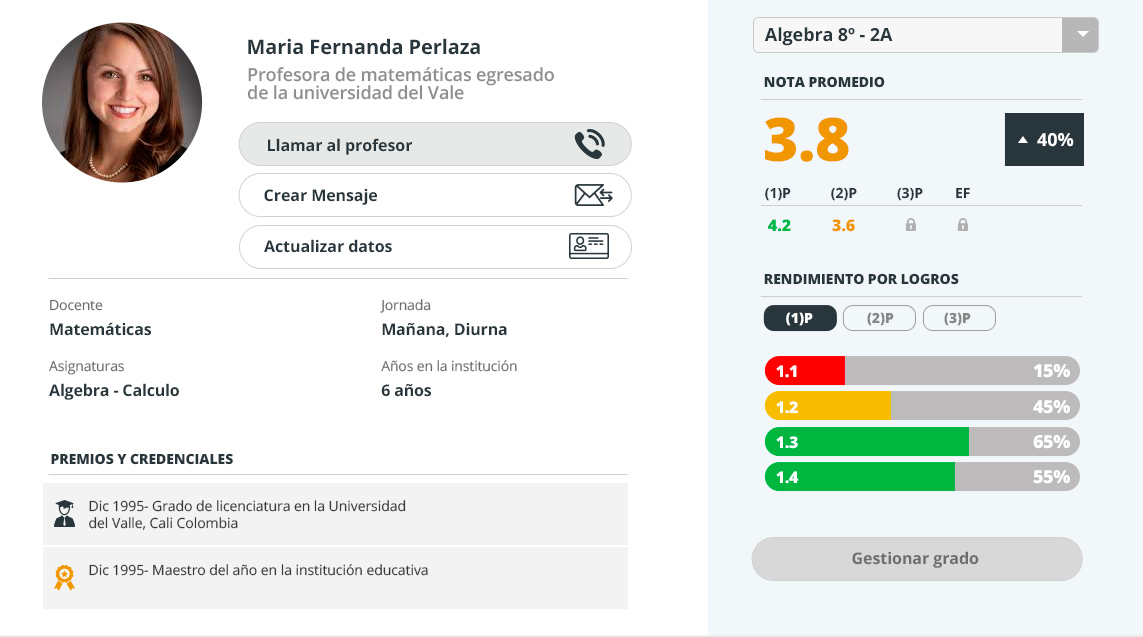 Maria Fernanda Perlaza
Profesora de matemáticas egresado
de la universidad del Vale
Llamar al profesor
Crear Mensaje
Actualizar datos
Docente
Matemáticas
Jornada
Mañana, Diurna
Asignaturas
Algebra - Calculo
Años en la institución
6 años
PREMIOS Y CREDENCIALES
Dic 1995- Grado de licenciatura en la Universidad
del Valle, Cali Colombia
Dic 1995- Maestro del año en la institución educativa
Algebra 8º - 2A
NOTA PROMEDIO
3.8
40%
(1)P (2)P (3)P EF
4.2 3.6
RENDIMIENTO POR LOGROS
(1)P (2)P (3)P
1.1 15%
1.2 45%
1.3 65%
1.4 55%
Gestionar grado